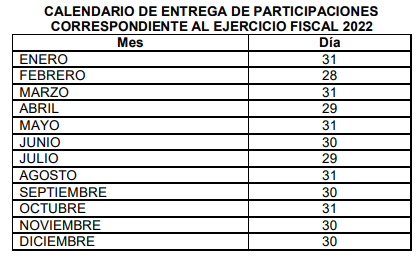 CALENDARIO DE ENTREGA DE PARTICIPACIONES
CORRESPONDIENTE AL EJERCICIO FISCAL 2022
Mes Día
ENERO 31
FEBRERO 28
MARZO 31
ABRIL 29
MAYO 31
JUNIO 30
JULIO 29
AGOSTO 31
SEPTIEMBRE 30
OCTUBRE 31
NOVIEMBRE 30
DICIEMBRE 30